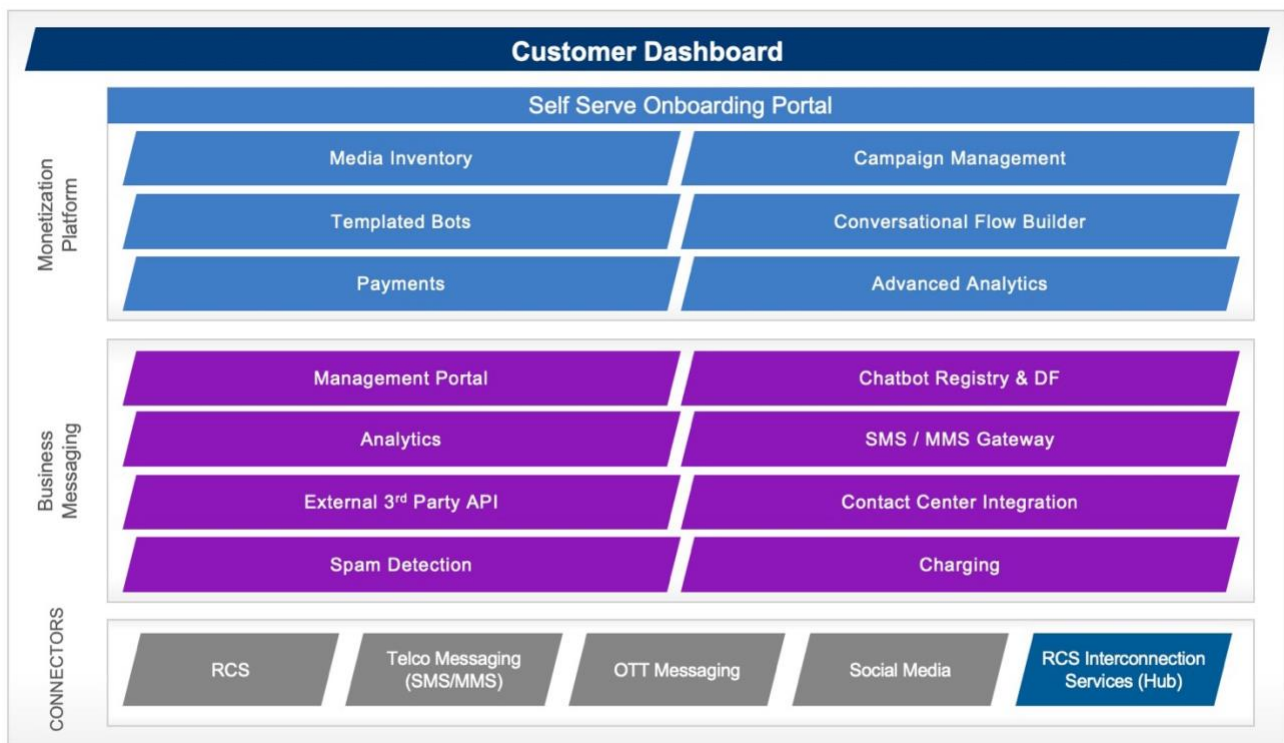 Customer Dashboard
Self Serve Onboarding Portal
Monetization
Platform
Media Inventory
Campaign Management
Templated Bots
Conversational Flow Builder
Payments
Advanced Analytics
Business
Messaging
Management Portal
Chatbot Registry & DF
Analytics
SMS / MMS Gateway
External 3rd Party API
Contact Center Integration
Spam Detection
Charging
CONNECTORS
RCS
Telco Messaging
(SMS/MMS)
OTT Messaging
Social Media
RCS Interconnection
Services (Hub)